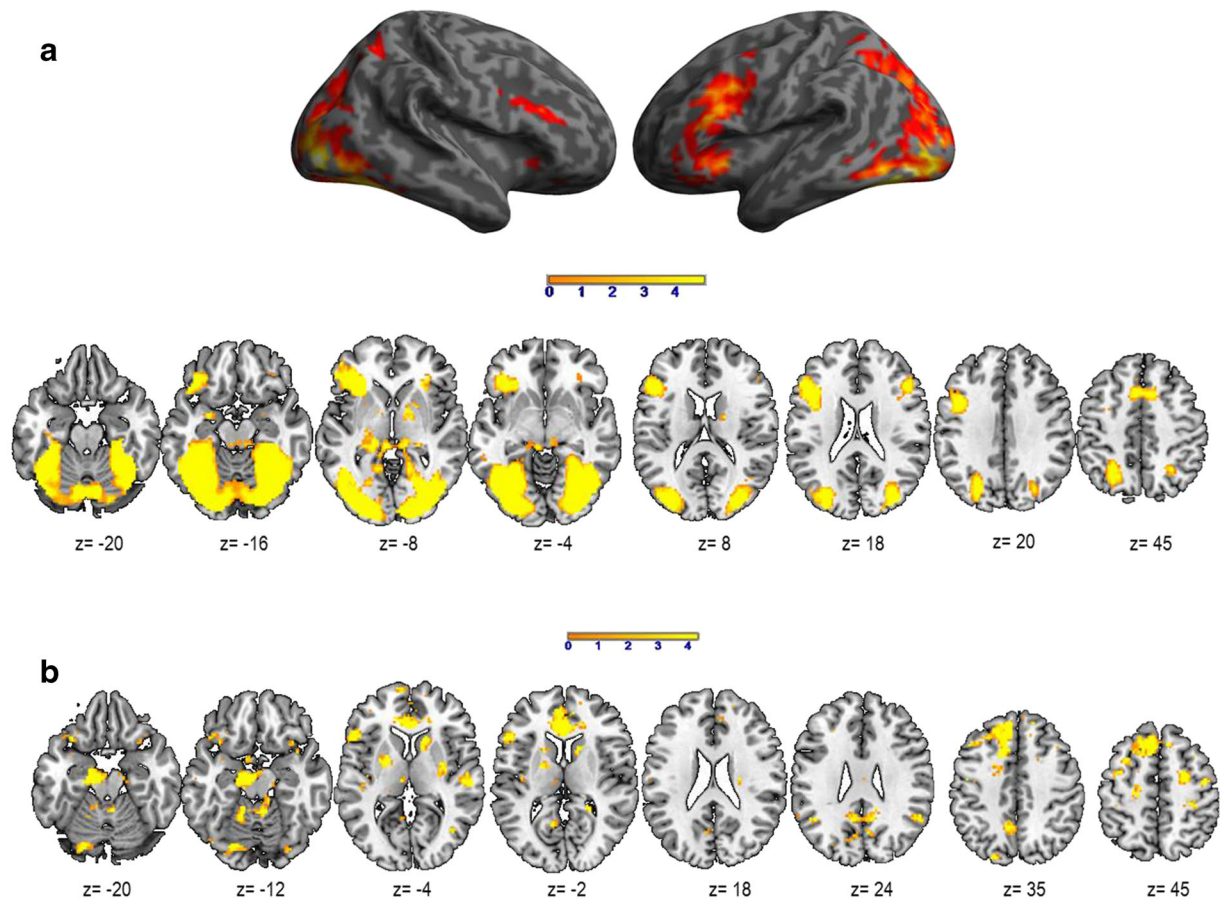 a
0 1 2 3 4
z= -20 z= -16 z= -8 z= -4 z= 8 z= 18 z= 20 z= 45
0 1 2 3 4
b
z= -20 z= -12 z= -4 z= -2 z= 18 z= 24 z= 35 z= 45